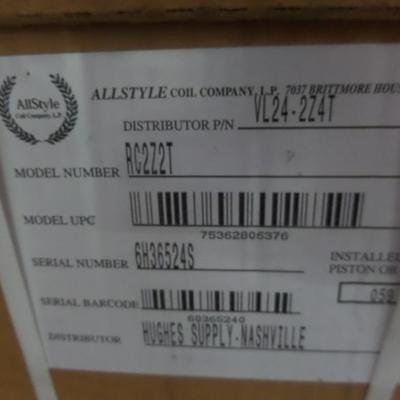 AllStyle
Coil Company, L.P.
ALLSTYLE COIL COMPANY, L.P. 7037 BRITTMORE HOUS
DISTRIBUTOR P/N VL24-2Z4T
MODEL NUMBER RC2Z2T
MODEL UPC
75362806376
SERIAL NUMBER 6H36524S
INSTALLED
PISTON OR
SERIAL BARCODE
059
60365240
DISTRIBUTOR HUGHES SUPPLY-NASHVILLE